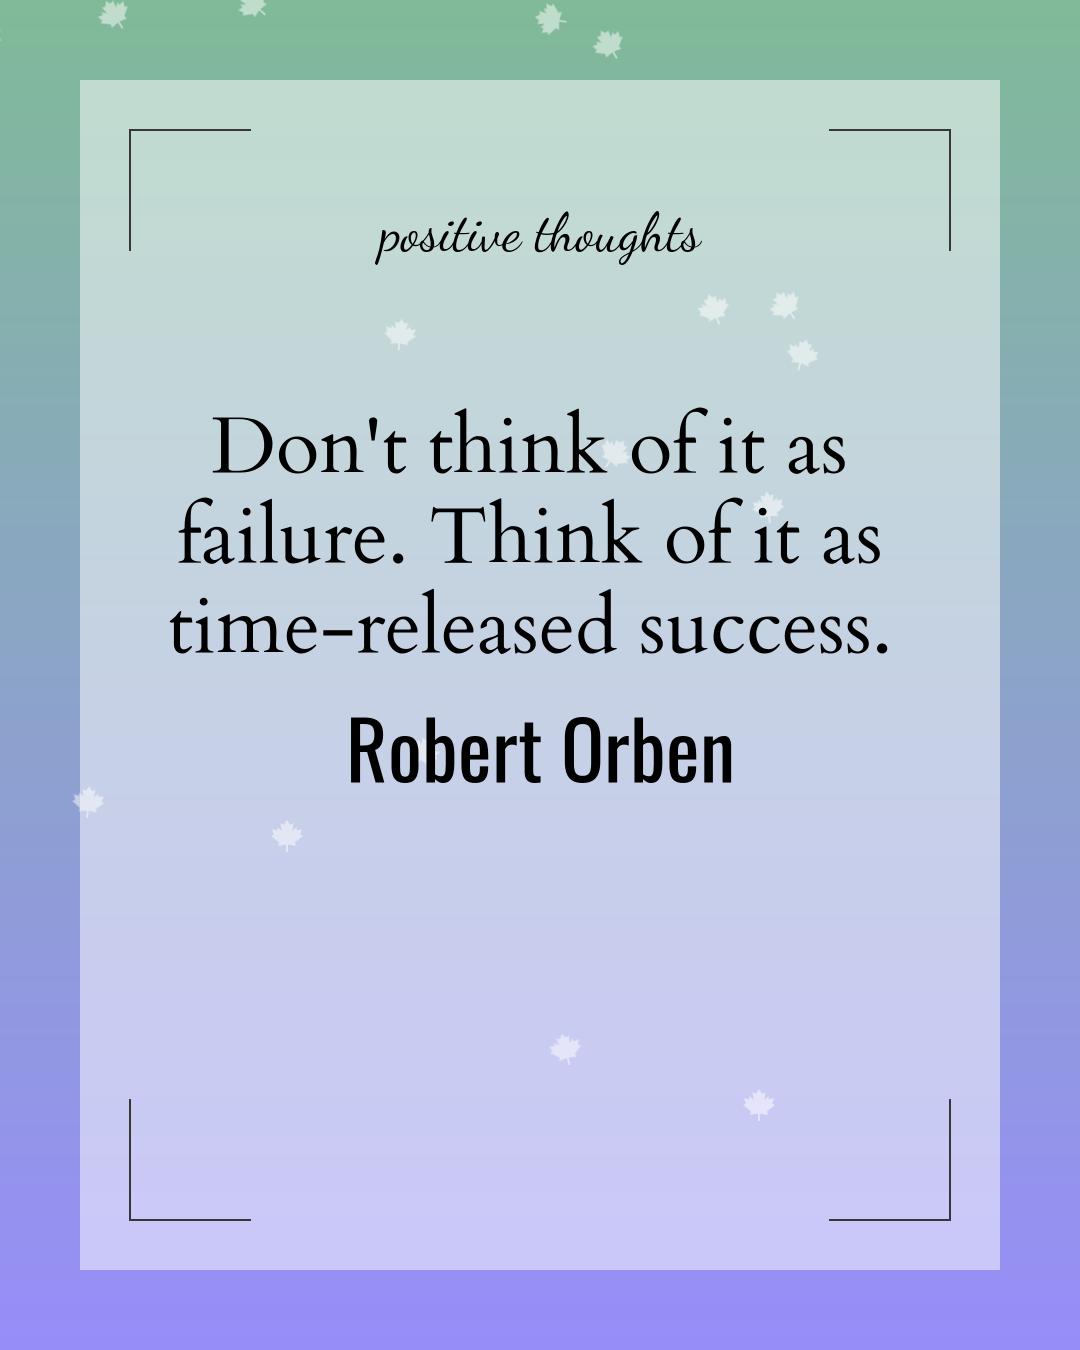 positive thoughts
Don't think of it as
failure. Think of it as
time-released success.
Robert Orben